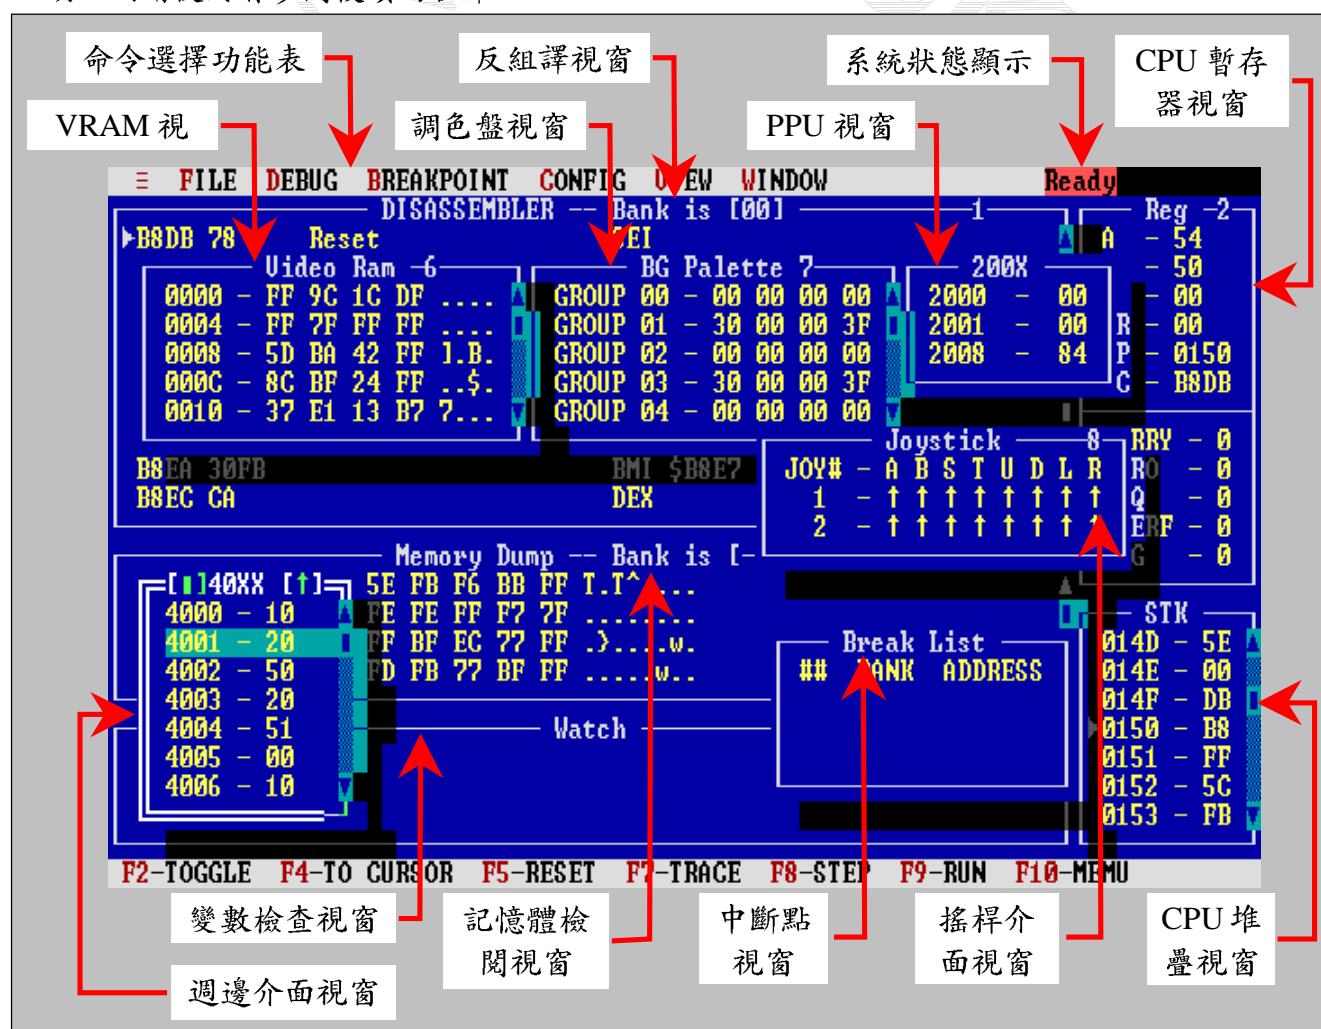 命令選擇功能表
反組譯視窗
系統狀態顯示
CPU 暫存
器視窗
VRAM 視
調色盤視窗
PPU 視窗
≡ FILE DEBUG BREAKPOINT CONFIG VIEW WINDOW Ready
DISASSEMBLER -- Bank is [00] 1
Reg -2
►B8DB 78 Reset SEI
A - 54
Video Ram -6
BG Palette 7
200X
- 50
0000 - FF 9C 1C DF ....
GROUP 00 - 00 00 00 00
2000 - 00
- 00
0004 - FF 7F FF FF ....
GROUP 01 - 30 00 00 3F
2001 - 00
R - 00
0008 - 5D BA 42 FF ].B.
GROUP 02 - 00 00 00 00
2008 - 84
P - 0150
000C - 8C BF 24 FF ..$.
GROUP 03 - 30 00 00 3F
C - B8DB
0010 - 37 E1 13 B7 7...
GROUP 04 - 00 00 00 00
Joystick 8
RRY - 0
B8EA 30FB BMI $B8E7
JOY# - A B S T U D L R
RO - 0
B8EC CA DEX
1 - ↑ ↑ ↑ ↑ ↑ ↑ ↑ ↑
Q - 0
2 - ↑ ↑ ↑ ↑ ↑ ↑ ↑ ↑
ERF - 0
G - 0
Memory Dump -- Bank is [-
[▮]40XX [↑]
5E FB F6 BB FF T.T^....
4000 - 10
FE FE FF F7 7F .........
4001 - 20
FF BF EC 77 FF .}....w.
4002 - 50
FD FB 77 BF FF .....w..
4003 - 20
4004 - 51
4005 - 00
4006 - 10
Watch
Break List
## BANK ADDRESS
STK
014D - 5E
014E - 00
014F - DB
►0150 - B8
0151 - FF
0152 - 5C
0153 - FB
F2-TOGGLE F4-TO CURSOR F5-RESET F7-TRACE F8-STEP F9-RUN F10-MEMU
變數檢查視窗
記憶體檢
閱視窗
中斷點
視窗
搖桿介
面視窗
CPU 堆
疊視窗
週邊介面視窗